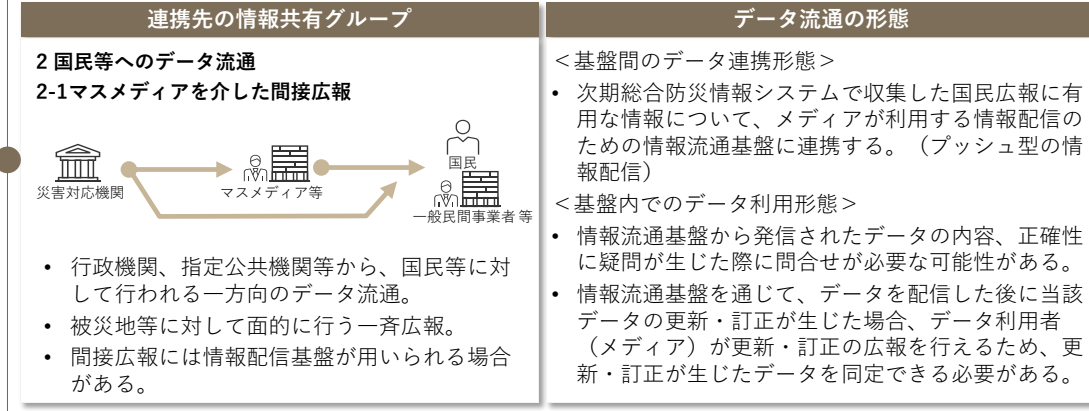 連携先の情報共有グループ
2 国民等へのデータ流通
2-1マスメディアを介した間接広報
災害対応機関
マスメディア等
国民
一般民間事業者 等
• 行政機関、指定公共機関等から、国民等に対
して行われる一方向のデータ流通。
• 被災地等に対して面的に行う一斉広報。
• 間接広報には情報配信基盤が用いられる場合
がある。
データ流通の形態
＜基盤間のデータ連携形態＞
• 次期総合防災情報システムで収集した国民広報に有
用な情報について、メディアが利用する情報配信の
ための情報流通基盤に連携する。（プッシュ型の情
報配信）
＜基盤内でのデータ利用形態＞
• 情報流通基盤から発信されたデータの内容、正確性
に疑問が生じた際に問合せが必要な可能性がある。
• 情報流通基盤を通じて、データを配信した後に当該
データの更新・訂正が生じた場合、データ利用者
（メディア）が更新・訂正の広報を行えるため、更
新・訂正が生じたデータを同定できる必要がある。